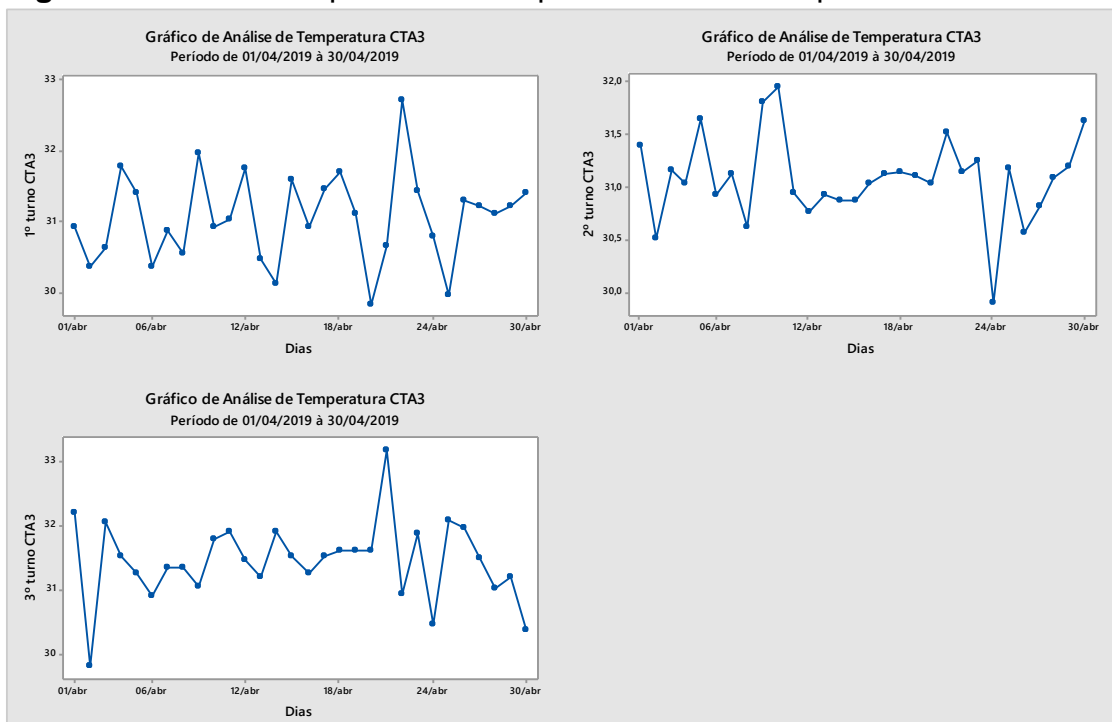 Gráfico de Análise de Temperatura CTA3
Período de 01/04/2019 à 30/04/2019
33
32
31
30
1º turno CTA3
01/abr 06/abr 12/abr 18/abr 24/abr 30/abr
Dias
Gráfico de Análise de Temperatura CTA3
Período de 01/04/2019 à 30/04/2019
32,0
31,5
31,0
30,5
30,0
2º turno CTA3
01/abr 06/abr 12/abr 18/abr 24/abr 30/abr
Dias
Gráfico de Análise de Temperatura CTA3
Período de 01/04/2019 à 30/04/2019
33
32
31
30
3º turno CTA3
01/abr 06/abr 12/abr 18/abr 24/abr 30/abr
Dias